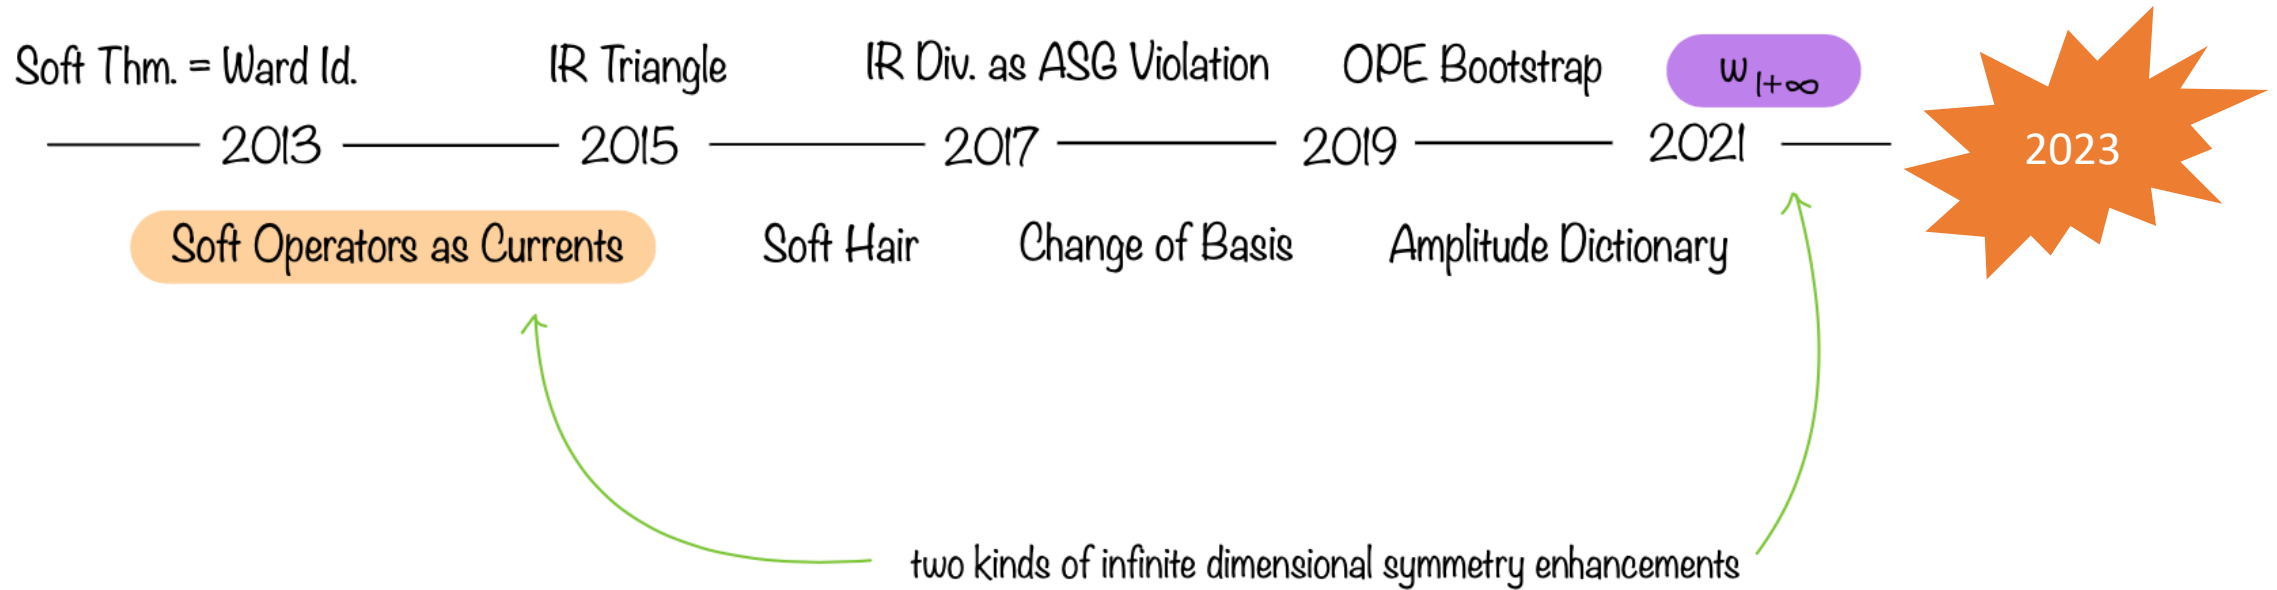 Soft Thm. = Ward Id. IR Triangle IR Div. as ASG Violation OPE Bootstrap w1+∞
2013 2015 2017 2019 2021 2023
Soft Operators as Currents Soft Hair Change of Basis Amplitude Dictionary
two kinds of infinite dimensional symmetry enhancements